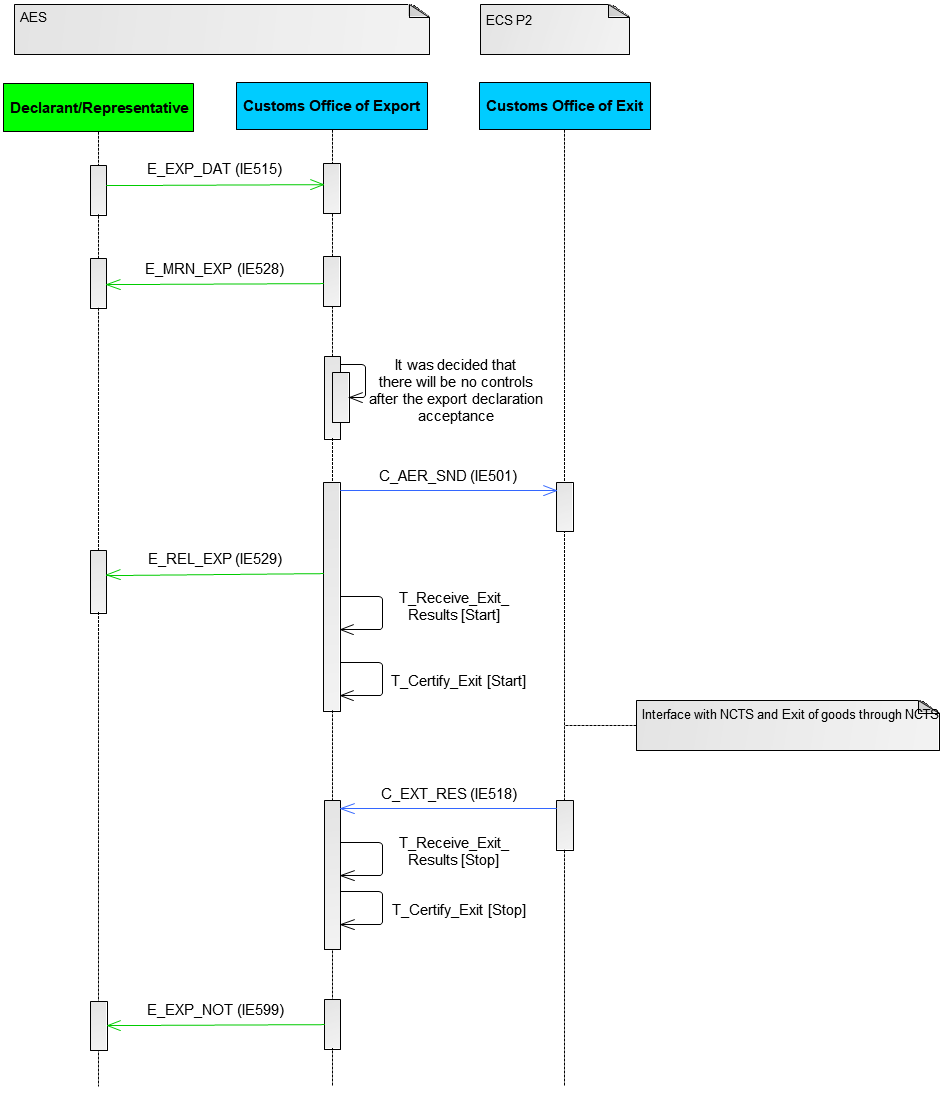 AES
ECS P2
Declarant/Representative
Customs Office of Export
Customs Office of Exit
E_EXP_DAT (IE515)
E_MRN_EXP (IE528)
It was decided that
there will be no controls
after the export declaration
acceptance
C_AER_SND (IE501)
E_REL_EXP (IE529)
T_Receive_Exit_
Results [Start]
T_Certify_Exit [Start]
Interface with NCTS and Exit of goods through NCTS
C_EXT_RES (IE518)
T_Receive_Exit_
Results [Stop]
T_Certify_Exit [Stop]
E_EXP_NOT (IE599)